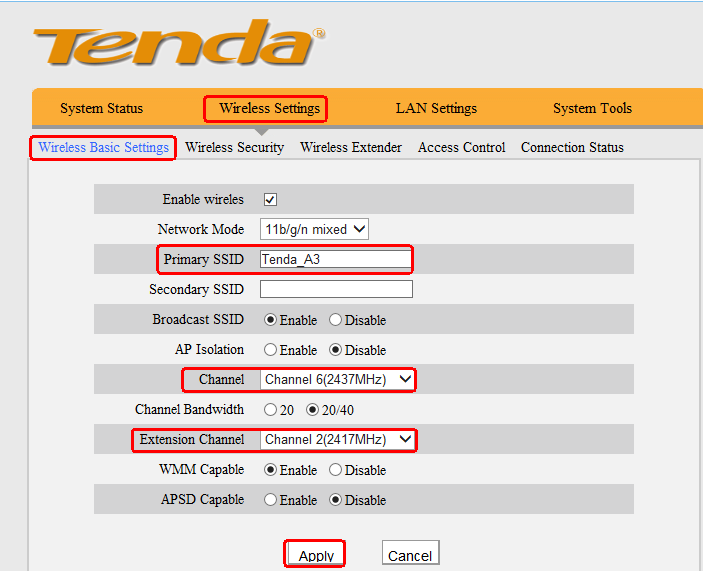 Tenda®
System Status Wireless Settings LAN Settings System Tools
Wireless Basic Settings Wireless Security Wireless Extender Access Control Connection Status
Enable wireles
Network Mode 11b/g/n mixed
Primary SSID Tenda_A3
Secondary SSID
Broadcast SSID Enable Disable
AP Isolation Enable Disable
Channel Channel 6(2437MHz)
Channel Bandwidth 20 20/40
Extension Channel Channel 2(2417MHz)
WMM Capable Enable Disable
APSD Capable Enable Disable
Apply Cancel